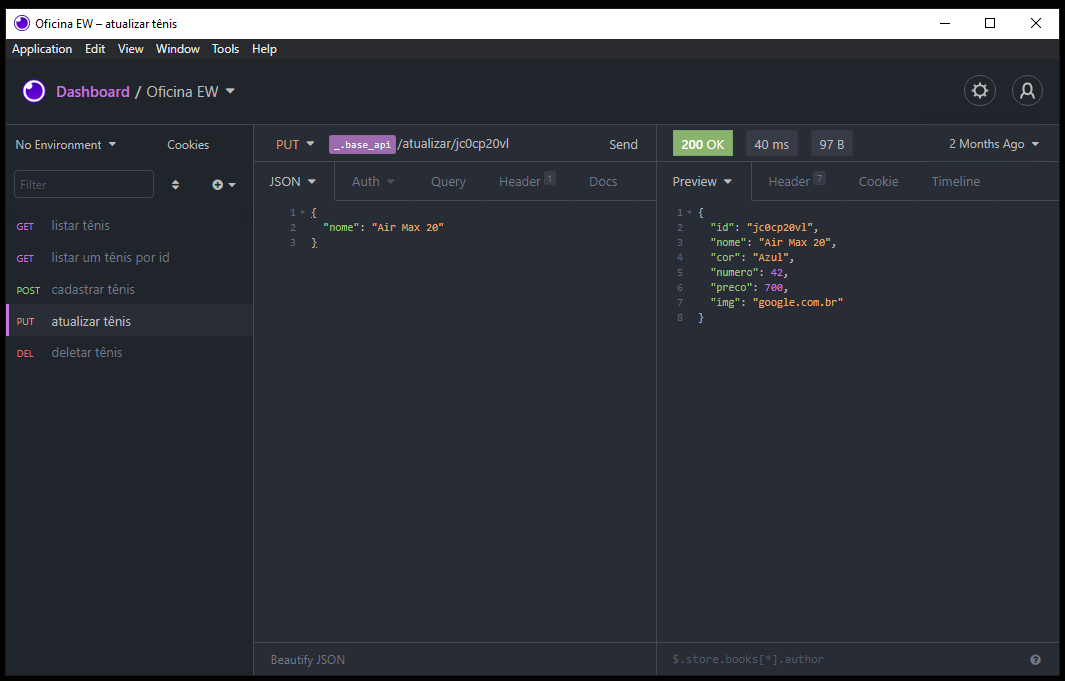 Oficina EW – atualizar tênis
Application Edit View Window Tools Help
Dashboard / Oficina EW
No Environment Cookies
Filter
GET listar tênis
GET listar um tênis por id
POST cadastrar tênis
PUT atualizar tênis
DEL deletar tênis
PUT _.base_api/atualizar/jc0cp20vl Send
JSON Auth Query Header 1 Docs
1 {
2 "nome": "Air Max 20"
3 }
Beautify JSON
200 OK 40 ms 97 B 2 Months Ago
Preview Header 7 Cookie Timeline
1 {
2 "id": "jc0cp20vl",
3 "nome": "Air Max 20",
4 "cor": "Azul",
5 "numero": 42,
6 "preco": 700,
7 "img": "google.com.br"
8 }
$.store.books[*].author